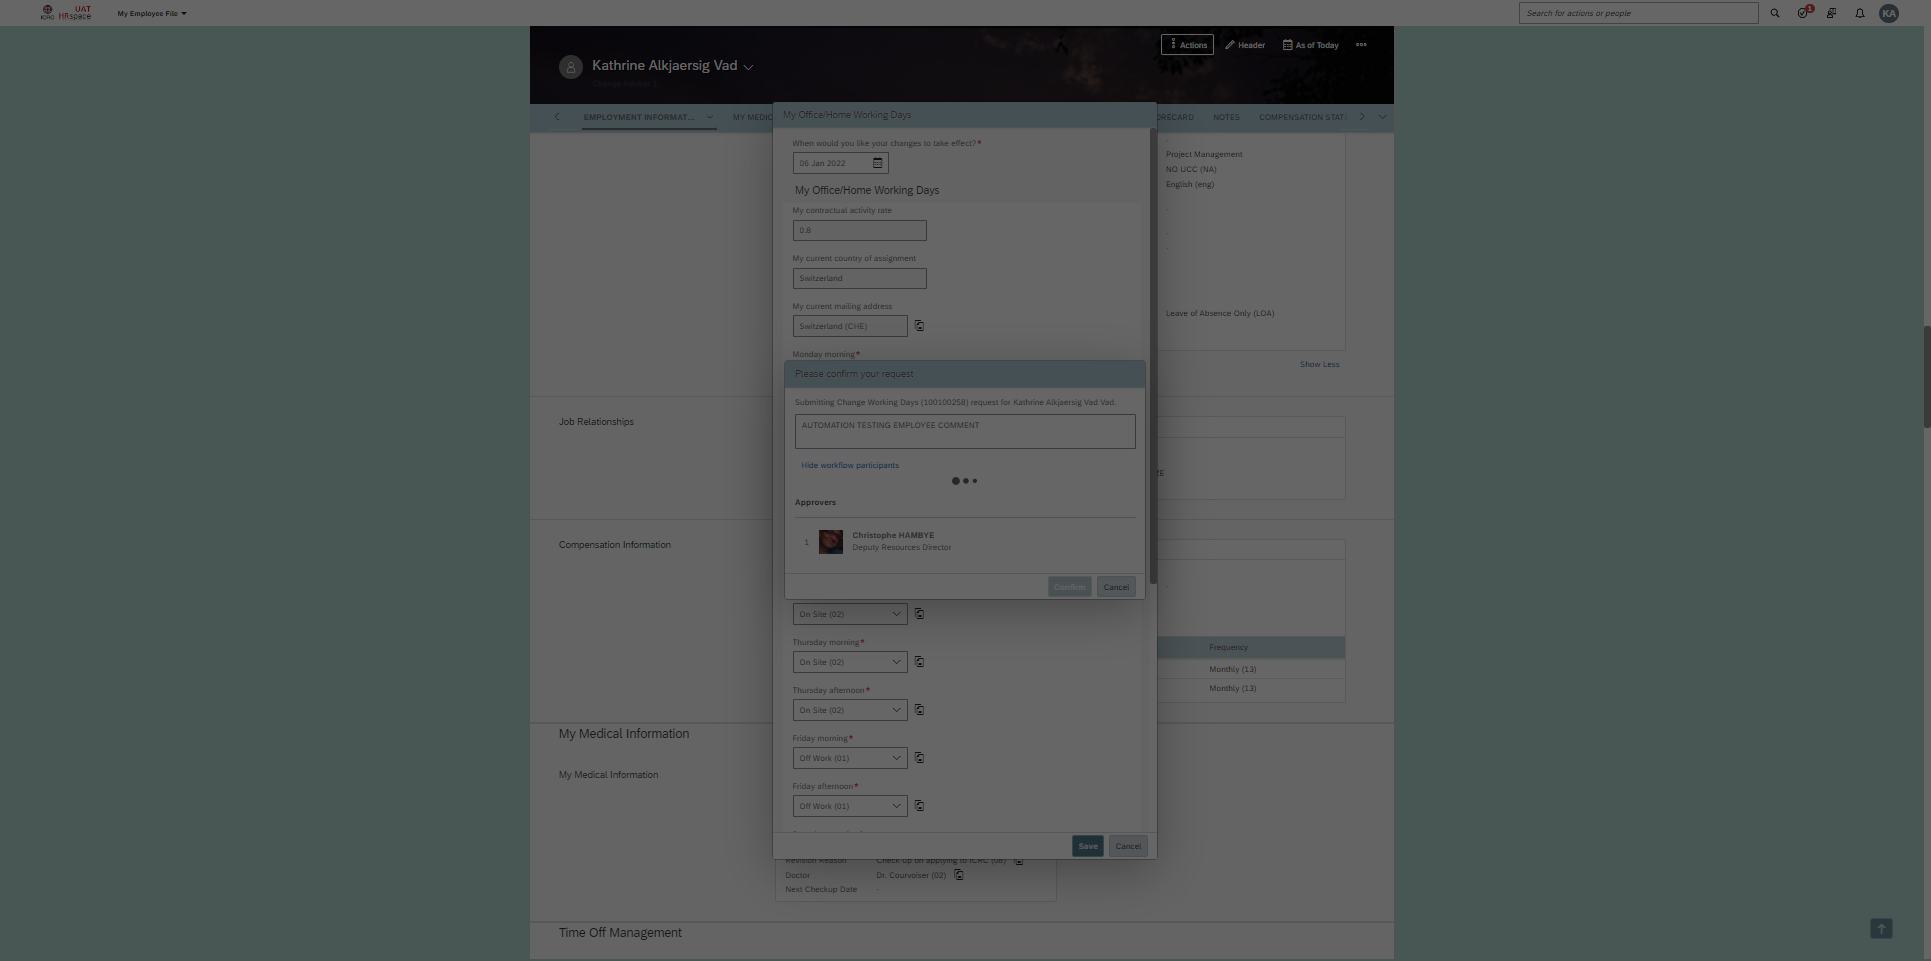 ICRC
UAT
HRspace
My Employee File
Search for actions or people
1
KA
Actions
Header
As of Today
Kathrine Alkjaersig Vad
EMPLOYMENT INFORMAT...
MY MEDIC
ORECARD
NOTES
COMPENSATION STAT
My Office/Home Working Days
When would you like your changes to take effect?*
06 Jan 2022
My Office/Home Working Days
My contractual activity rate
0.8
My current country of assignment
Switzerland
My current mailing address
Switzerland (CHE)
Monday morning*
Project Management
NO UCC (NA)
English (eng)
Leave of Absence Only (LOA)
Show Less
Please confirm your request
Submitting Change Working Days (100100258) request for Kathrine Alkjaersig Vad Vad.
AUTOMATION TESTING EMPLOYEE COMMENT
Hide workflow participants
Approvers
1
Christophe HAMBYE
Deputy Resources Director
Confirm
Cancel
Job Relationships
Compensation Information
On Site (02)
Thursday morning*
On Site (02)
Thursday afternoon*
On Site (02)
Friday morning*
Off Work (01)
Friday afternoon*
Off Work (01)
Save
Cancel
Frequency
Monthly (13)
Monthly (13)
My Medical Information
My Medical Information
Revision Reason
Check up on applying to ICRC (08)
Doctor
Dr. Courvoiser (02)
Next Checkup Date
-
Time Off Management